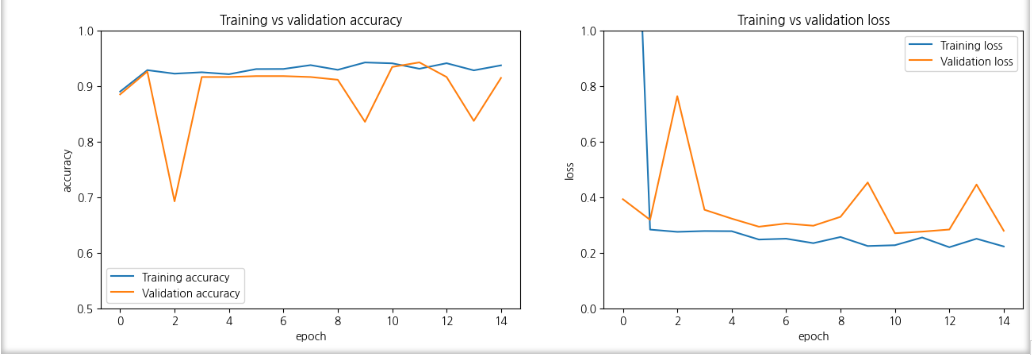 Training vs validation accuracy
1.0
0.9
0.8
0.7
0.6
0.5
accuracy
Training accuracy
Validation accuracy
0 2 4 6 8 10 12 14
epoch
Training vs validation loss
1.0
0.8
0.6
0.4
0.2
0.0
loss
Training loss
Validation loss
0 2 4 6 8 10 12 14
epoch